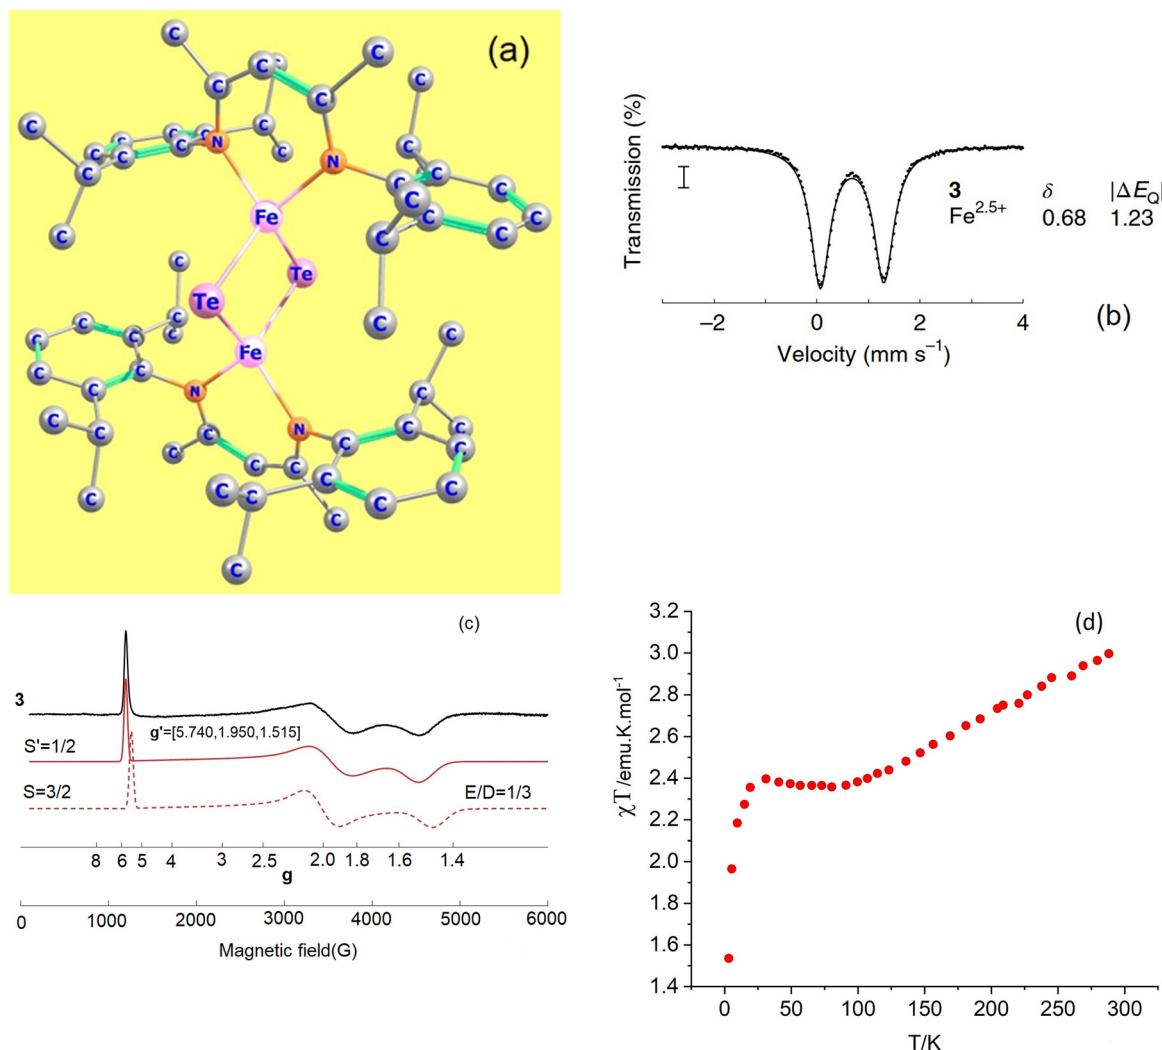 (a)
C C C C C C C C C C C C C N N C C C C C C C C C C C C
Fe
Te
Te
Fe
N
N
C C C C C C C C C C C C C C C C C C C C C C C C C C C C C C
Transmission (%)
3 δ |ΔE_Q|
Fe2.5+ 0.68 1.23
−2 0 2 4
Velocity (mm s−1)
(b)
(c)
3
g'=[5.740,1.950,1.515]
S'=1/2
S=3/2 E/D=1/3
8 6 5 4 3 2.5 2.0 1.8 1.6 1.4
g
0 1000 2000 3000 4000 5000 6000
Magnetic field(G)
(d)
χT/emu.K.mol-1
3.2
3.0
2.8
2.6
2.4
2.2
2.0
1.8
1.6
1.4
0 50 100 150 200 250 300
T/K